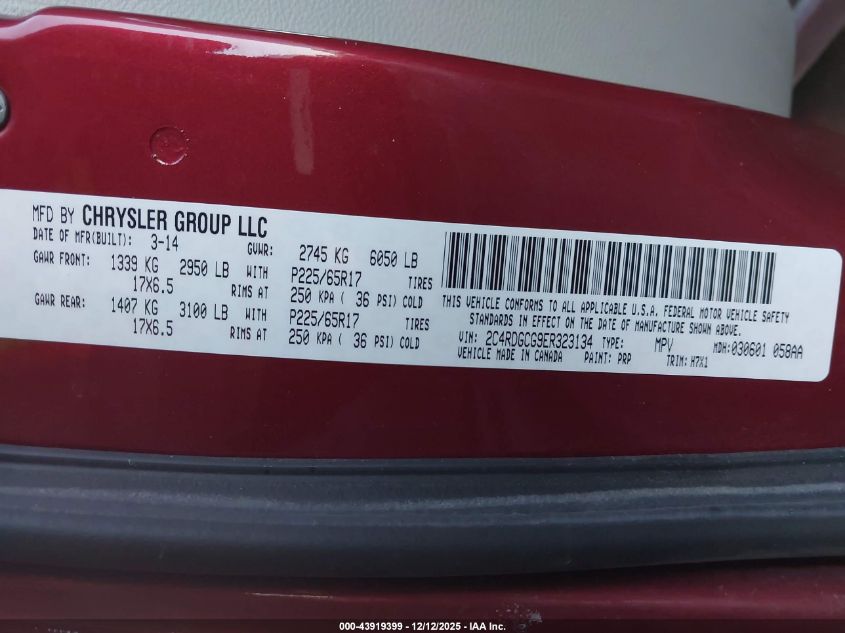 MFD BY CHRYSLER GROUP LLC
DATE OF MFR(BUILT): 3-14 GVWR: 2745 KG 6050 LB
GAWR FRONT: 1339 KG 2950 LB WITH P225/65R17 TIRES
17X6.5 RIMS AT 250 KPA ( 36 PSI) COLD
GAWR REAR: 1407 KG 3100 LB WITH P225/65R17 TIRES
17X6.5 RIMS AT 250 KPA ( 36 PSI) COLD
THIS VEHICLE CONFORMS TO ALL APPLICABLE U.S.A. FEDERAL MOTOR VEHICLE SAFETY
STANDARDS IN EFFECT ON THE DATE OF MANUFACTURE SHOWN ABOVE.
VIN: 2C4RDGCG9ER323134 TYPE: MPV MDH: 030601 058AA
VEHICLE MADE IN CANADA PAINT: PRP TRIM: H7X1
000-43919399 - 12/12/2025 - IAA Inc.